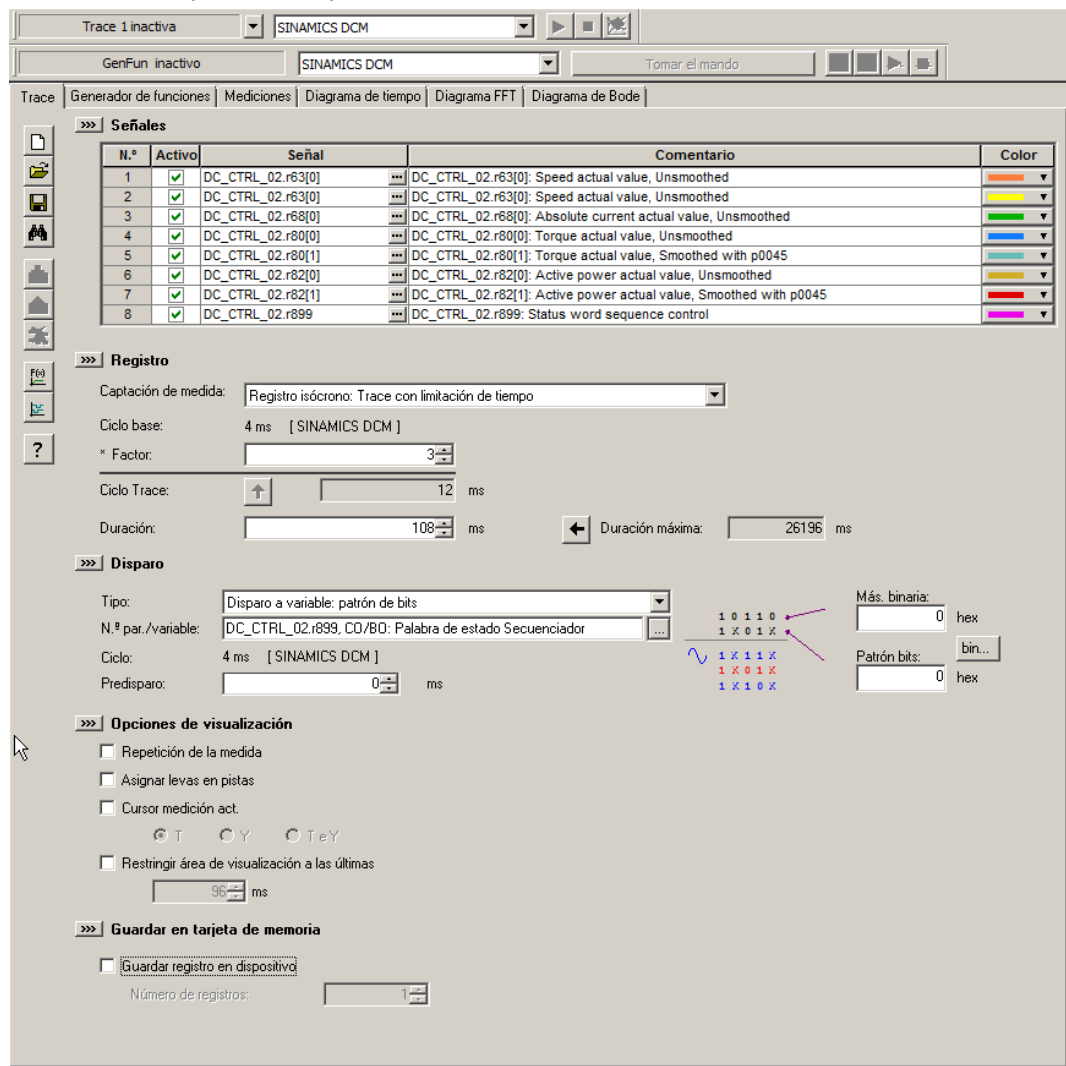 Trace 1 inactiva SINAMICS DCM
GenFun inactivo SINAMICS DCM Tomar el mando
Trace Generador de funciones Mediciones Diagrama de tiempo Diagrama FFT Diagrama de Bode
>>> Señales
N.º Activo Señal Comentario Color
1 DC_CTRL_02.r63[0] ... DC_CTRL_02.r63[0]: Speed actual value, Unsmoothed
2 DC_CTRL_02.r63[0] ... DC_CTRL_02.r63[0]: Speed actual value, Unsmoothed
3 DC_CTRL_02.r68[0] ... DC_CTRL_02.r68[0]: Absolute current actual value, Unsmoothed
4 DC_CTRL_02.r80[0] ... DC_CTRL_02.r80[0]: Torque actual value, Unsmoothed
5 DC_CTRL_02.r80[1] ... DC_CTRL_02.r80[1]: Torque actual value, Smoothed with p0045
6 DC_CTRL_02.r82[0] ... DC_CTRL_02.r82[0]: Active power actual value, Unsmoothed
7 DC_CTRL_02.r82[1] ... DC_CTRL_02.r82[1]: Active power actual value, Smoothed with p0045
8 DC_CTRL_02.r899 ... DC_CTRL_02.r899: Status word sequence control
F(x)
?
>>> Registro
Captación de medida: Registro isócrono: Trace con limitación de tiempo
Ciclo base: 4 ms [ SINAMICS DCM ]
* Factor: 3
Ciclo Trace: 12 ms
Duración: 108 ms Duración máxima: 26196 ms
>>> Disparo
Tipo: Disparo a variable: patrón de bits
N.º par./variable: DC_CTRL_02.r899, CO/BO: Palabra de estado Secuenciador ...
Ciclo: 4 ms [ SINAMICS DCM ]
Predisparo: 0 ms
1 0 1 1 0
1 X 0 1 X
1 X 1 1 X
1 X 0 1 X
1 X 1 0 X
Más. binaria:
0 hex
bin...
Patrón bits:
0 hex
>>> Opciones de visualización
Repetición de la medida
Asignar levas en pistas
Cursor medición act.
T Y T e Y
Restringir área de visualización a las últimas
96 ms
>>> Guardar en tarjeta de memoria
Guardar registro en dispositivo
Número de registros: 1